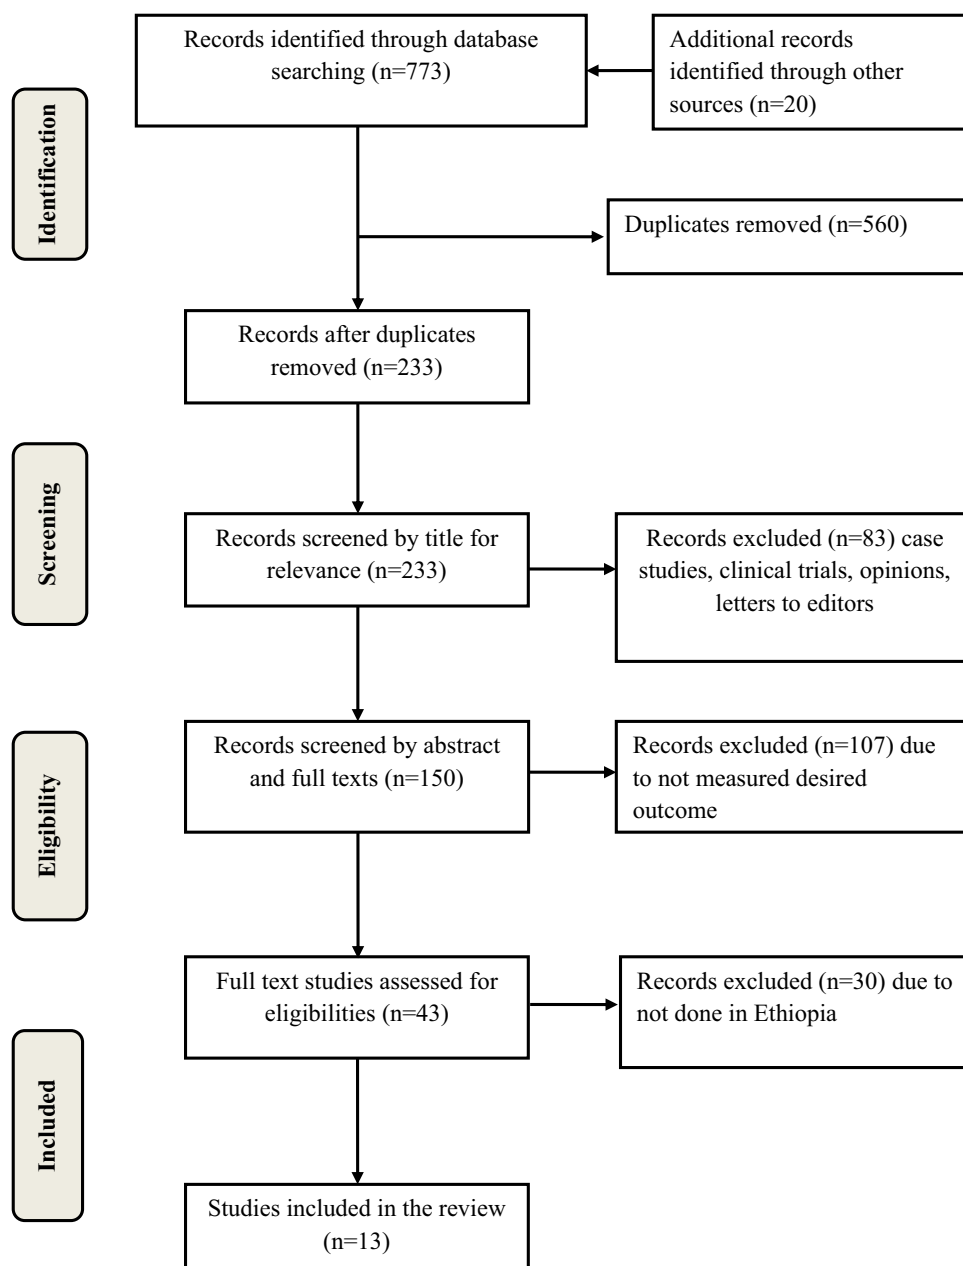 Records identified through database
searching (n=773)
Additional records
identified through other
sources (n=20)
Identification
Duplicates removed (n=560)
Records after duplicates
removed (n=233)
Screening
Records screened by title for
relevance (n=233)
Records excluded (n=83) case
studies, clinical trials, opinions,
letters to editors
Eligibility
Records screened by abstract
and full texts (n=150)
Records excluded (n=107) due
to not measured desired
outcome
Full text studies assessed for
eligibilities (n=43)
Records excluded (n=30) due to
not done in Ethiopia
Included
Studies included in the review
(n=13)